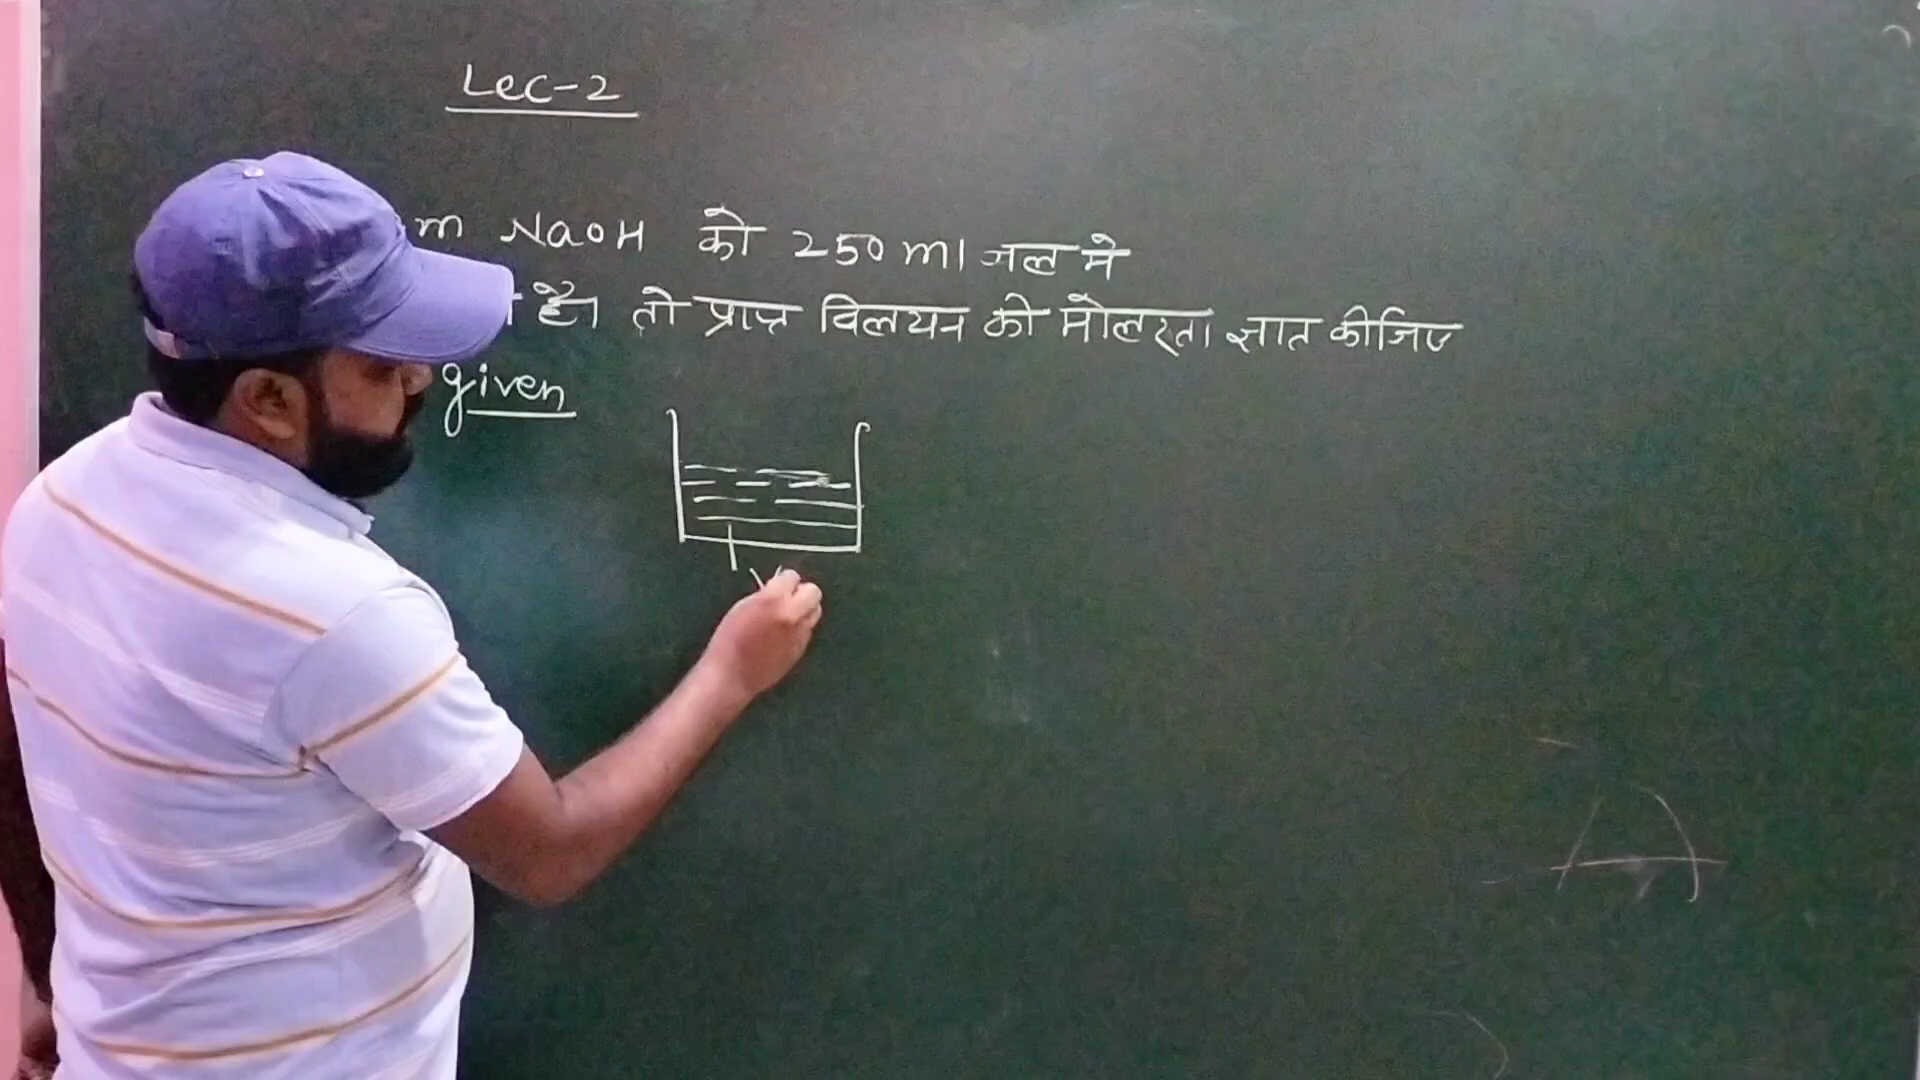 Lec-2
m NaOH को 250 ml जल मे
है। तो प्राप्त विलयन की मोलरता ज्ञात कीजिए
given